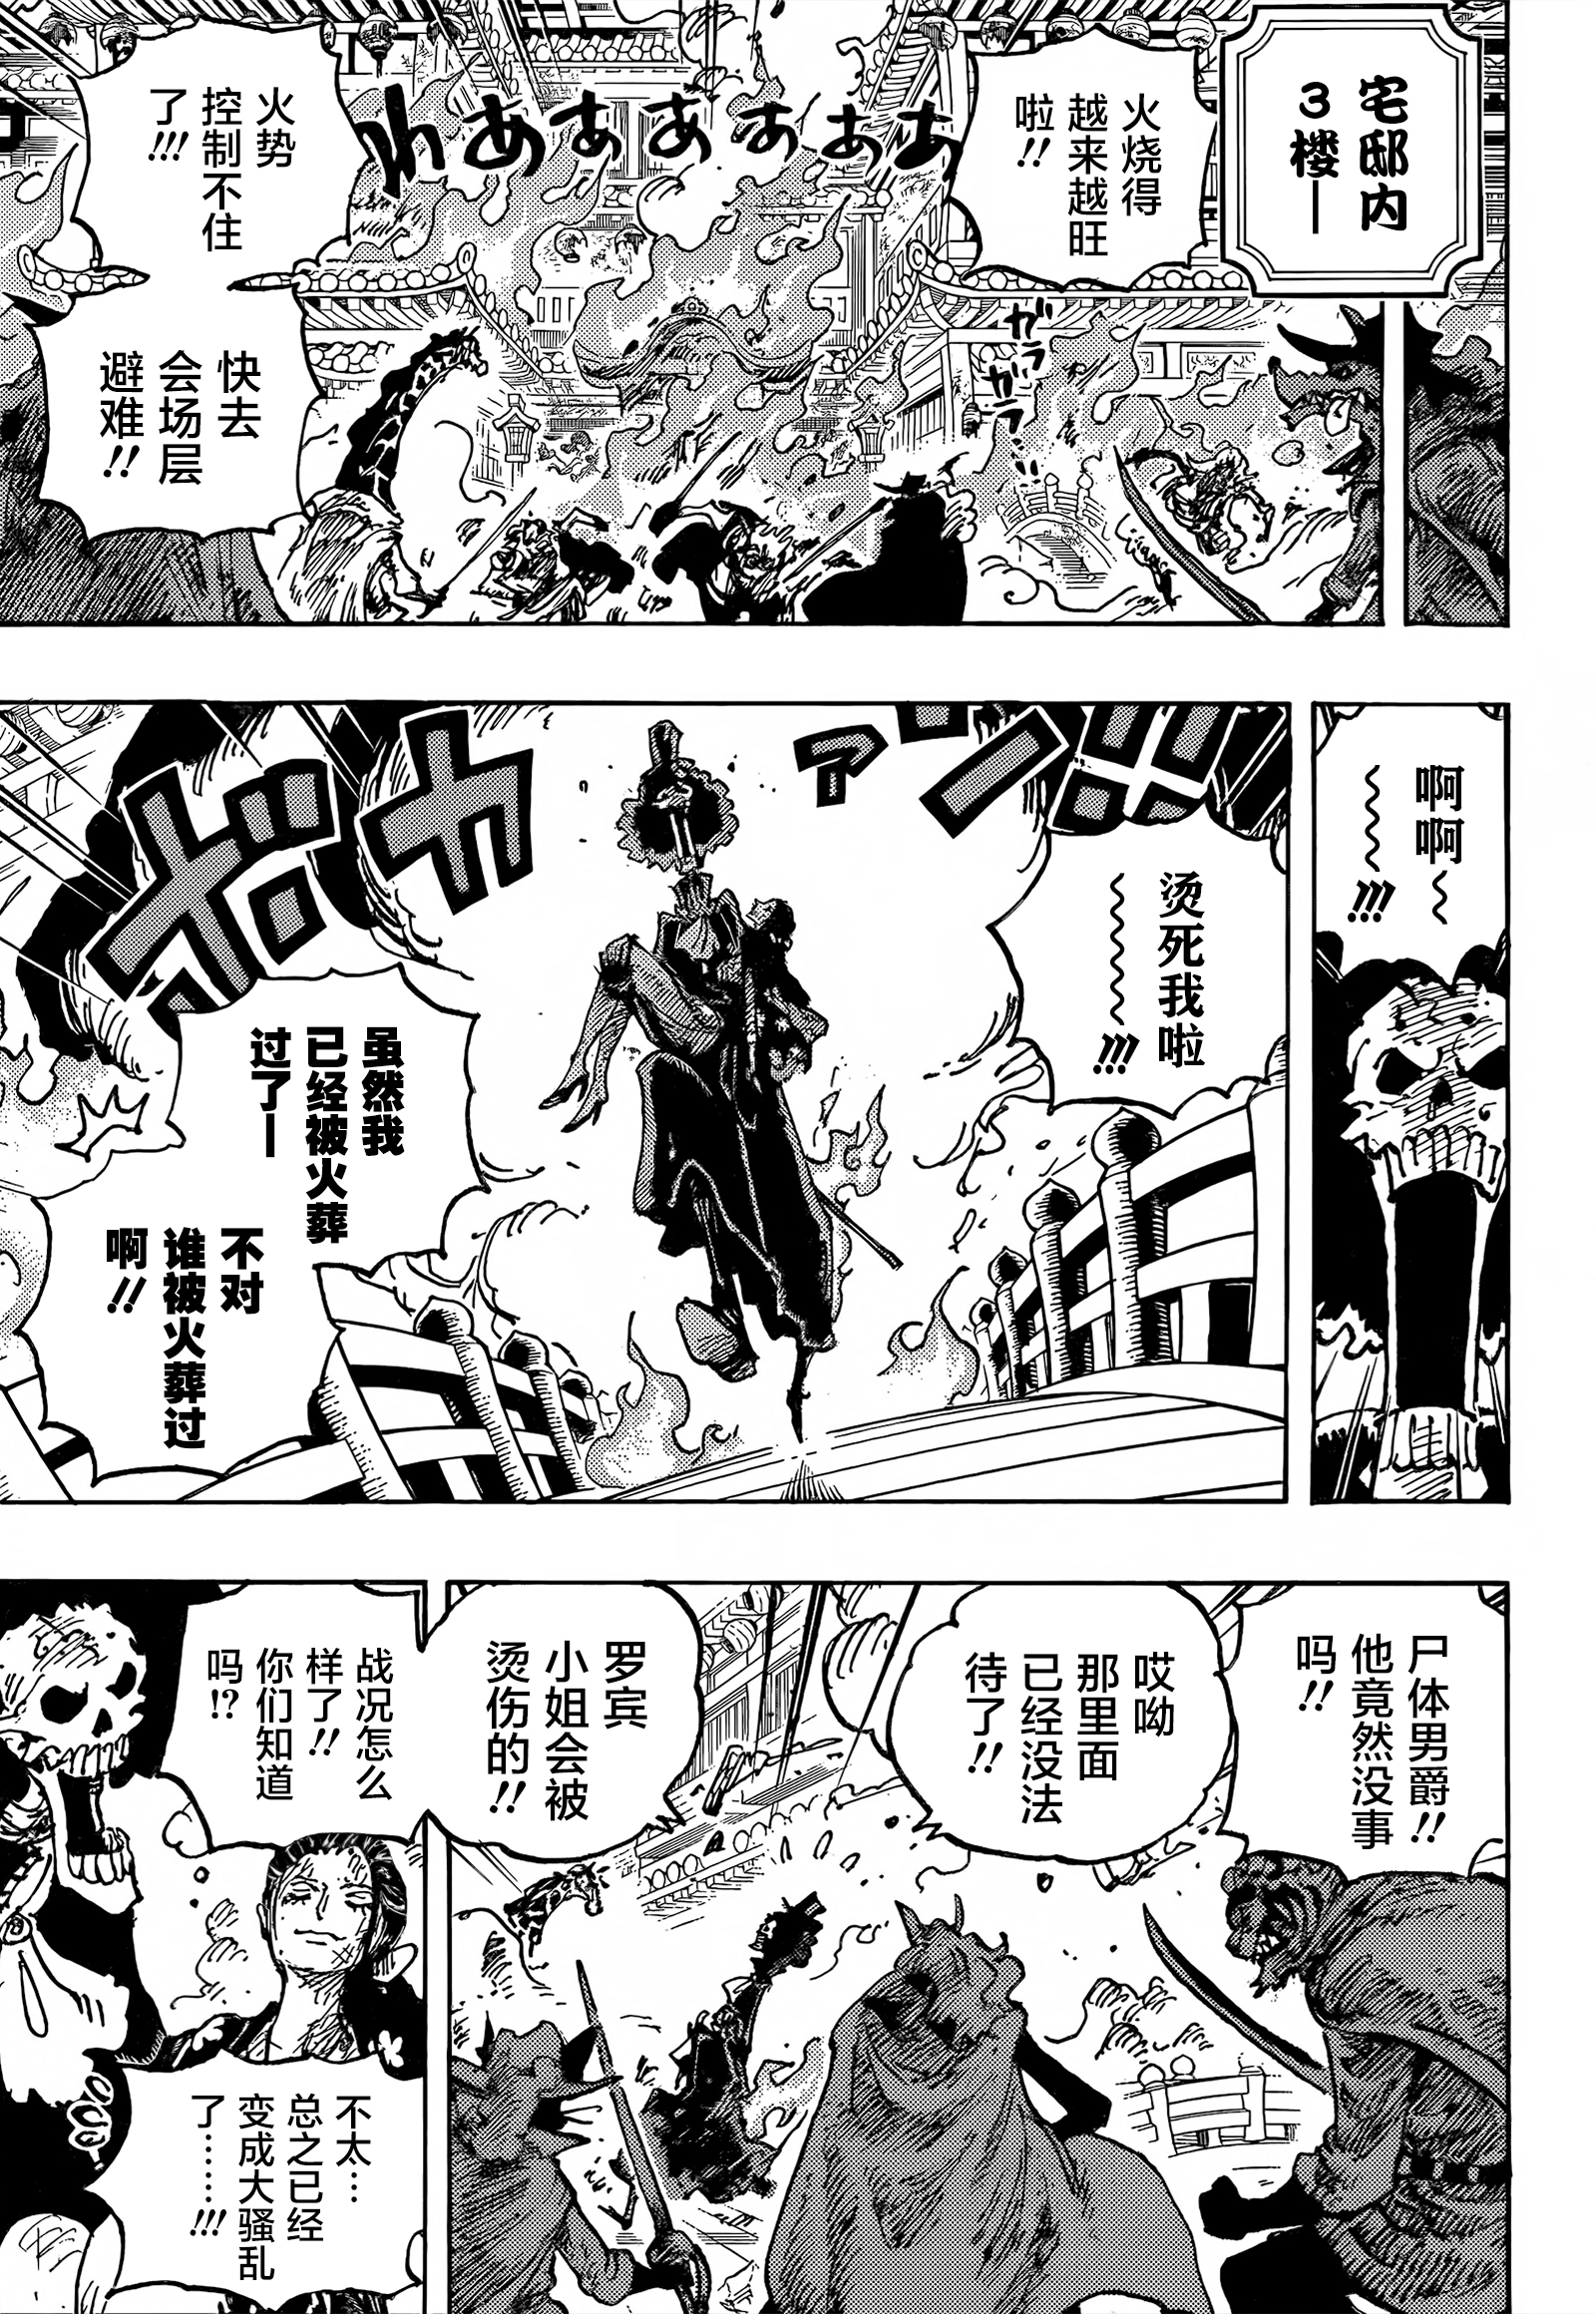 宅邸内
3楼—
火烧得
越来越旺
啦!!
わああああああ
火势
控制不住
了!!!
快去
会场层
避难!!
ガラガラ…
啊啊～
～～～!!!
烫死我啦
～～～!!!
ボカアン
虽然我
已经被火葬
过了—
不对
谁被火葬过
啊!!
尸体男爵!!
他竟然没事
吗!!
哎呦
那里面
已经没法
待了!!
罗宾
小姐会被
烫伤的!!
战况怎么
样了!!
你们知道
吗!?
不太…
总之已经
变成大骚乱
了………!!!